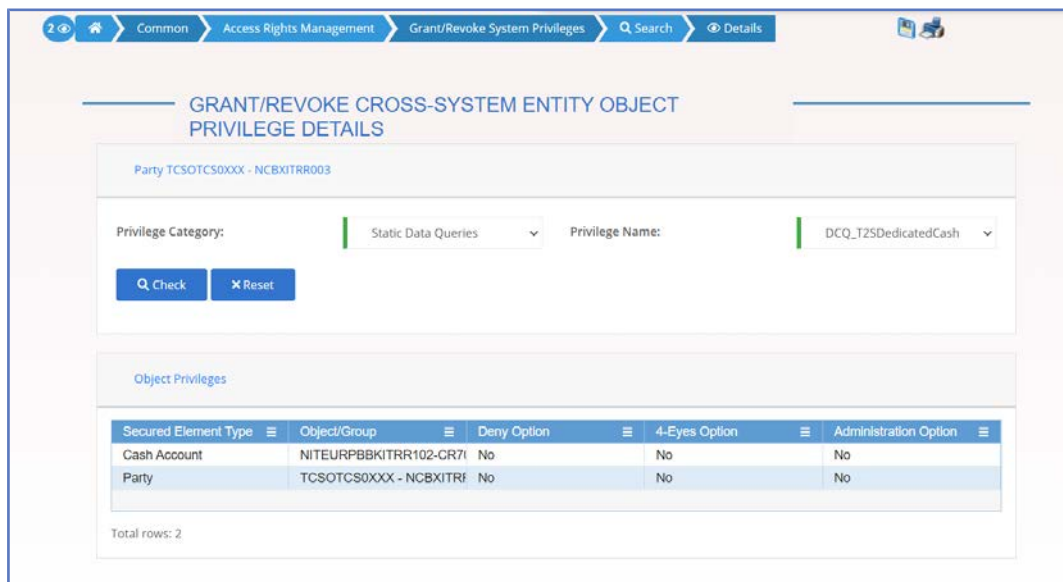 2 Common Access Rights Management Grant/Revoke System Privileges Search Details
GRANT/REVOKE CROSS-SYSTEM ENTITY OBJECT
PRIVILEGE DETAILS
Party TCSOTCS0XXX - NCBXITRR003
Privilege Category: Static Data Queries Privilege Name: DCQ_T2SDedicatedCash
Check Reset
Object Privileges
Secured Element Type Object/Group Deny Option 4-Eyes Option Administration Option
Cash Account NITEURPBBKITRR102-CR7 No No No
Party TCSOTCS0XXX - NCBXITRR No No No
Total rows: 2